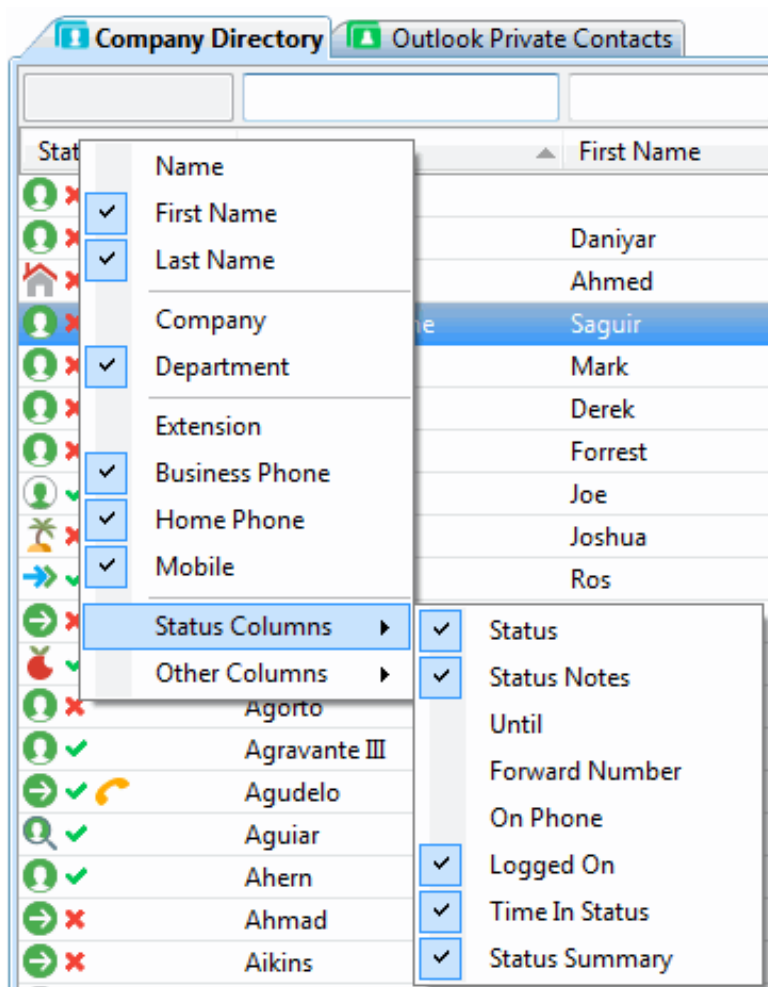 Company Directory
Outlook Private Contacts
Stat
First Name
Name
First Name
Last Name
Company
Department
Extension
Business Phone
Home Phone
Mobile
Status Columns
Other Columns
Daniyar
Ahmed
ne Saguir
Mark
Derek
Forrest
Joe
Joshua
Ros
Status
Status Notes
Until
Forward Number
On Phone
Logged On
Time In Status
Status Summary
Agorto
Agravante III
Agudelo
Aguiar
Ahern
Ahmad
Aikins